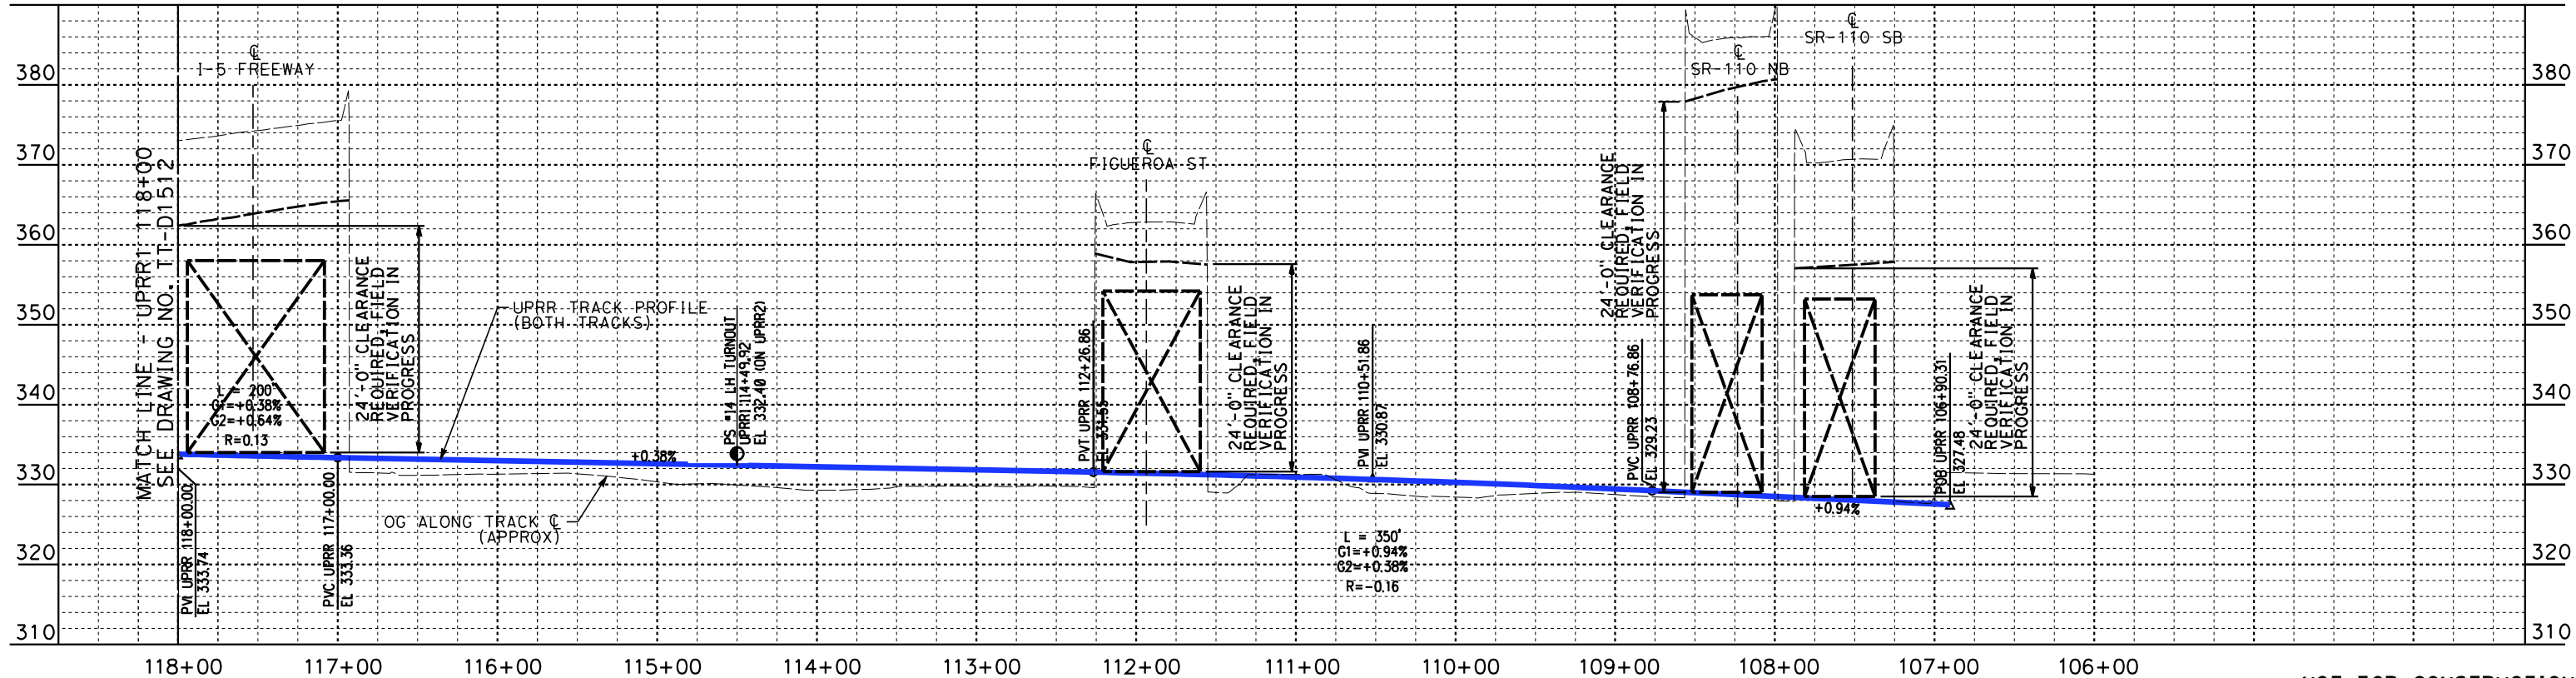 ℄
I-5 FREEWAY
℄
SR-110 NB
℄
SR-110 SB
℄
FIGUEROA ST
380
370
360
350
340
330
320
310
380
370
360
350
340
330
320
310
MATCH LINE - UPRR1 118+00
SEE DRAWING NO. TT-D1512
L = 200'
G1=+0.38%
G2=+0.64%
R=0.13
24'-0" CLEARANCE
REQUIRED, FIELD
VERIFICATION IN
PROGRESS
UPRR TRACK PROFILE
(BOTH TRACKS)
+0.38%
PS #14 LH TURNOUT
UPRR1 114+49.92
EL 332.40 (ON UPRR2)
PVI UPRR 118+00.00
EL 333.74
PVC UPRR 117+00.00
EL 333.36
OG ALONG TRACK ℄
(APPROX)
PVT UPRR 112+26.86
EL 331.55
24'-0" CLEARANCE
REQUIRED, FIELD
VERIFICATION IN
PROGRESS
PVI UPRR 1110+51.86
EL 330.87
L = 350'
G1=+0.94%
G2=+0.38%
R=-0.16
24'-0" CLEARANCE
REQUIRED, FIELD
VERIFICATION IN
PROGRESS
PVC UPRR 108+76.86
EL 329.23
+0.94%
POB UPRR 106+90.31
EL 327.48
24'-0" CLEARANCE
REQUIRED, FIELD
VERIFICATION IN
PROGRESS
118+00 117+00 116+00 115+00 114+00 113+00 112+00 111+00 110+00 109+00 108+00 107+00 106+00